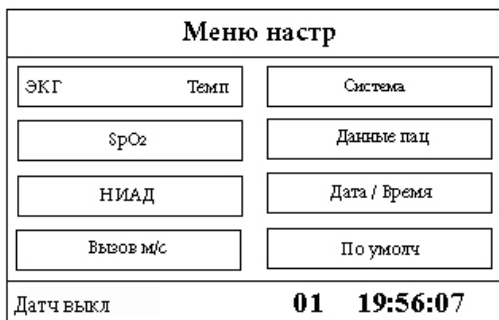 Меню настр
ЭКГ Темп
Система
SpO2
Данные пац
НИАД
Дата / Время
Вызов м/с
По умолч
Датч выкл 01 19:56:07